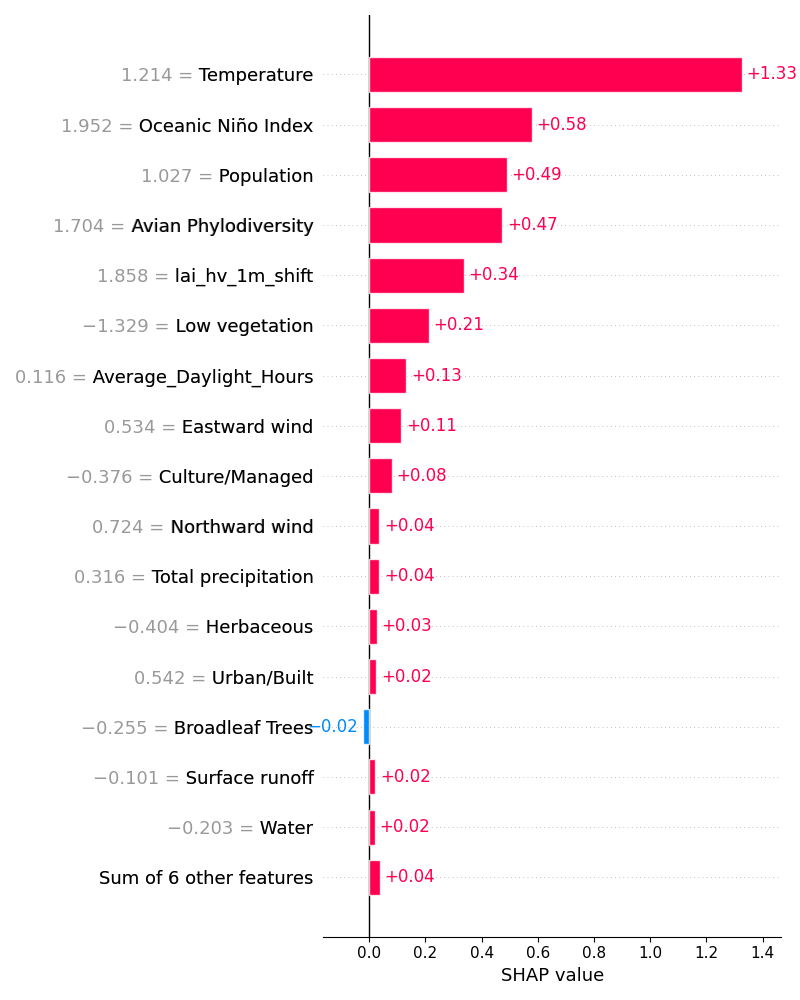 1.214 = Temperature +1.33
1.952 = Oceanic Niño Index +0.58
1.027 = Population +0.49
1.704 = Avian Phylodiversity +0.47
1.858 = lai_hv_1m_shift +0.34
−1.329 = Low vegetation +0.21
0.116 = Average_Daylight_Hours +0.13
0.534 = Eastward wind +0.11
−0.376 = Culture/Managed +0.08
0.724 = Northward wind +0.04
0.316 = Total precipitation +0.04
−0.404 = Herbaceous +0.03
0.542 = Urban/Built +0.02
−0.255 = Broadleaf Trees −0.02
−0.101 = Surface runoff +0.02
−0.203 = Water +0.02
Sum of 6 other features +0.04
0.0 0.2 0.4 0.6 0.8 1.0 1.2 1.4
SHAP value